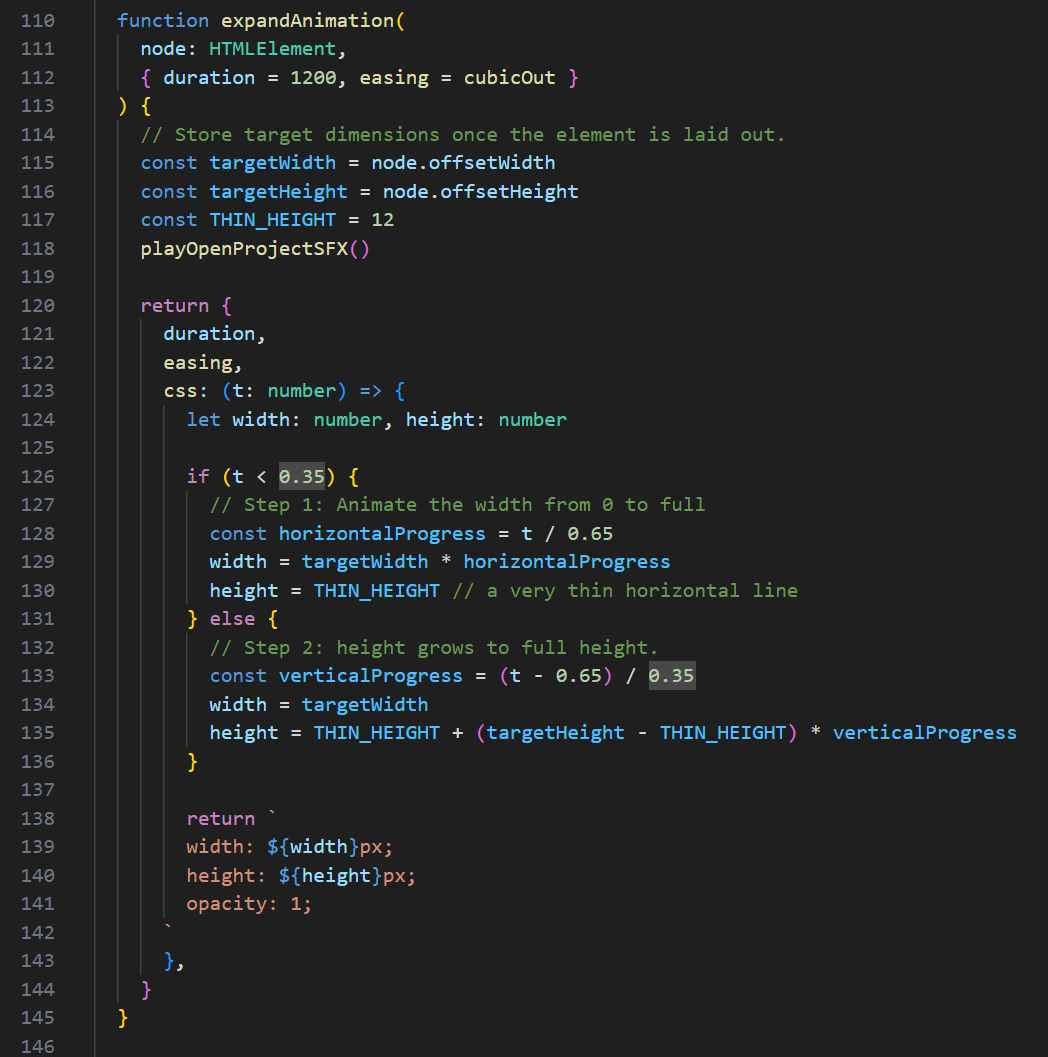 110 function expandAnimation(
111   node: HTMLElement,
112   { duration = 1200, easing = cubicOut }
113 ) {
114   // Store target dimensions once the element is laid out.
115   const targetWidth = node.offsetWidth
116   const targetHeight = node.offsetHeight
117   const THIN_HEIGHT = 12
118   playOpenProjectSFX()
119
120   return {
121     duration,
122     easing,
123     css: (t: number) => {
124       let width: number, height: number
125
126       if (t < 0.35) {
127         // Step 1: Animate the width from 0 to full
128         const horizontalProgress = t / 0.65
129         width = targetWidth * horizontalProgress
130         height = THIN_HEIGHT // a very thin horizontal line
131       } else {
132         // Step 2: height grows to full height.
133         const verticalProgress = (t - 0.65) / 0.35
134         width = targetWidth
135         height = THIN_HEIGHT + (targetHeight - THIN_HEIGHT) * verticalProgress
136       }
137
138       return `
139       width: ${width}px;
140       height: ${height}px;
141       opacity: 1;
142     `
143     },
144   }
145 }
146